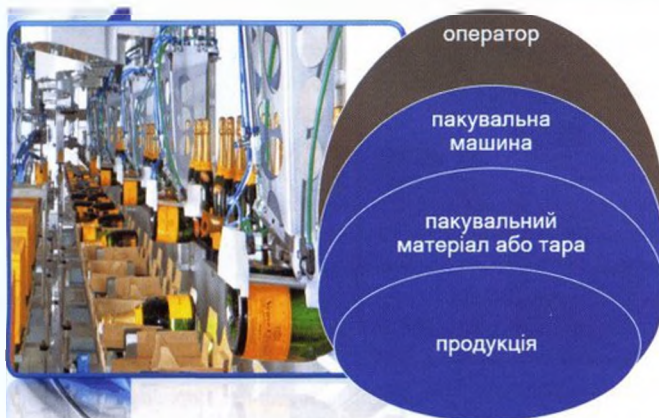 оператор
пакувальна
машина
пакувальний
матеріал або тара
продукція